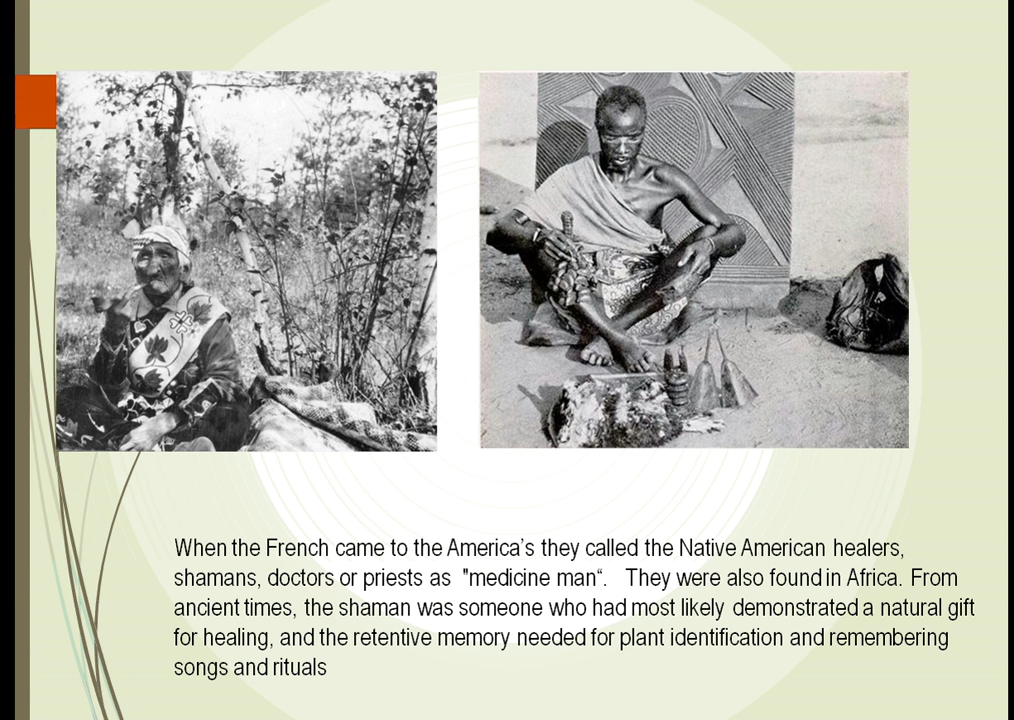 When the French came to the America’s they called the Native American healers,
shamans, doctors or priests as "medicine man“. They were also found in Africa. From
ancient times, the shaman was someone who had most likely demonstrated a natural gift
for healing, and the retentive memory needed for plant identification and remembering
songs and rituals